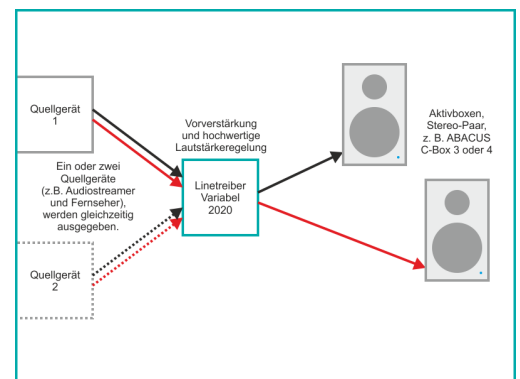 Quellgerät
1
Ein oder zwei
Quellgeräte
(z.B. Audiostreamer
und Fernseher),
werden gleichzeitig
ausgegeben.
Quellgerät
2
Vorverstärkung
und hochwertige
Lautstärkeregelung
Linetreiber
Variabel
2020
Aktivboxen,
Stereo-Paar,
z. B. ABACUS
C-Box 3 oder 4